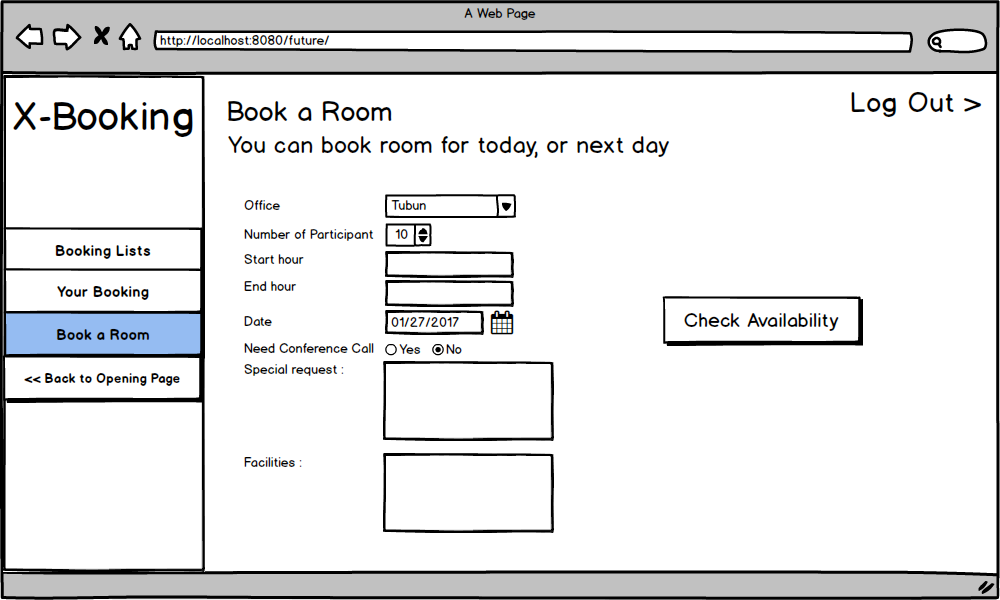 A Web Page
http://localhost:8080/future/
X-Booking
Booking Lists
Your Booking
Book a Room
<< Back to Opening Page
Log Out >
Book a Room
You can book room for today, or next day
Office Tubun
Number of Participant 10
Start hour
End hour
Date 01/27/2017
Need Conference Call Yes No
Special request :
Facilities :
Check Availability